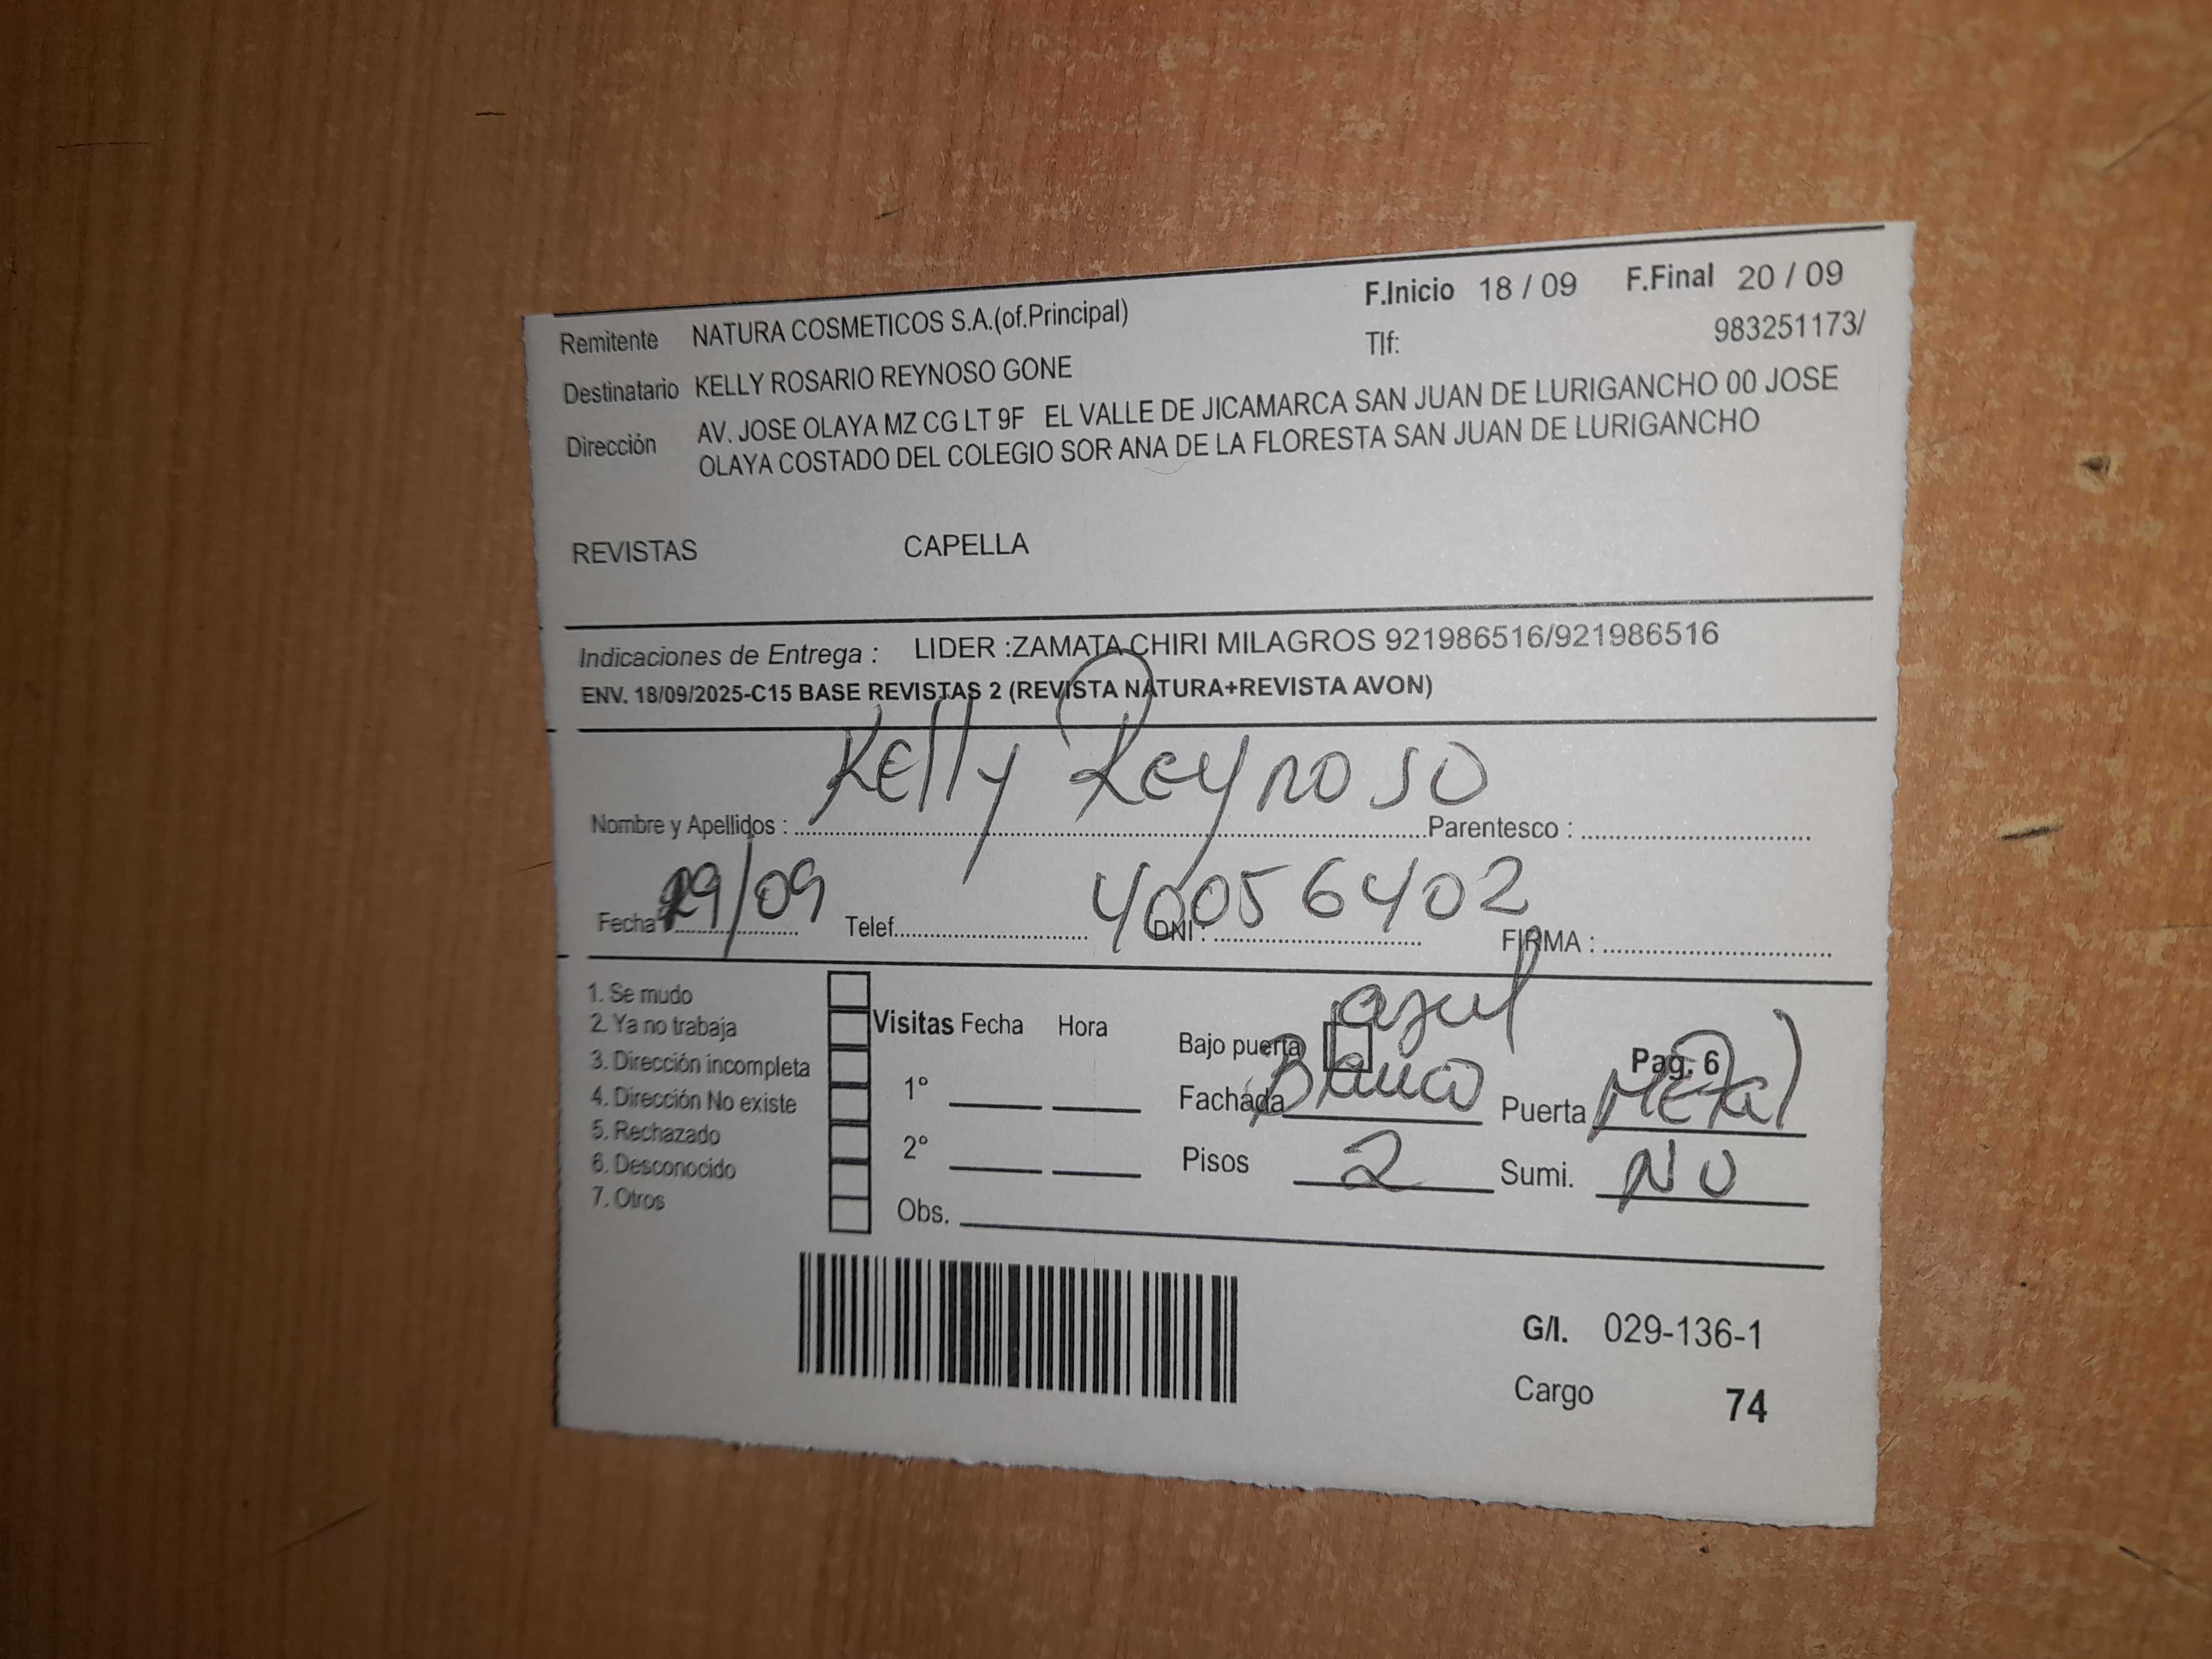 F.Inicio 18 / 09 F.Final 20 / 09
Remitente NATURA COSMETICOS S.A.(of.Principal)
Tlf: 983251173/
Destinatario KELLY ROSARIO REYNOSO GONE
Dirección AV. JOSE OLAYA MZ CG LT 9F EL VALLE DE JICAMARCA SAN JUAN DE LURIGANCHO 00 JOSE
OLAYA COSTADO DEL COLEGIO SOR ANA DE LA FLORESTA SAN JUAN DE LURIGANCHO
REVISTAS CAPELLA
Indicaciones de Entrega : LIDER :ZAMATA CHIRI MILAGROS 921986516/921986516
ENV. 18/09/2025-C15 BASE REVISTAS 2 (REVISTA NATURA+REVISTA AVON)
Nombre y Apellidos : Kelly Reynoso Parentesco :
Fecha /09 Telef. DNI : 40056402 FIRMA :
1. Se mudo
2. Ya no trabaja
3. Dirección incompleta
4. Dirección No existe
5. Rechazado
6. Desconocido
7. Otros
Visitas Fecha Hora
1°
2°
Obs.
azul
Bajo puerta Pag. 6
Fachada Blanco Puerta Metal
Pisos 2 Sumi. NO
G/I. 029-136-1
Cargo 74